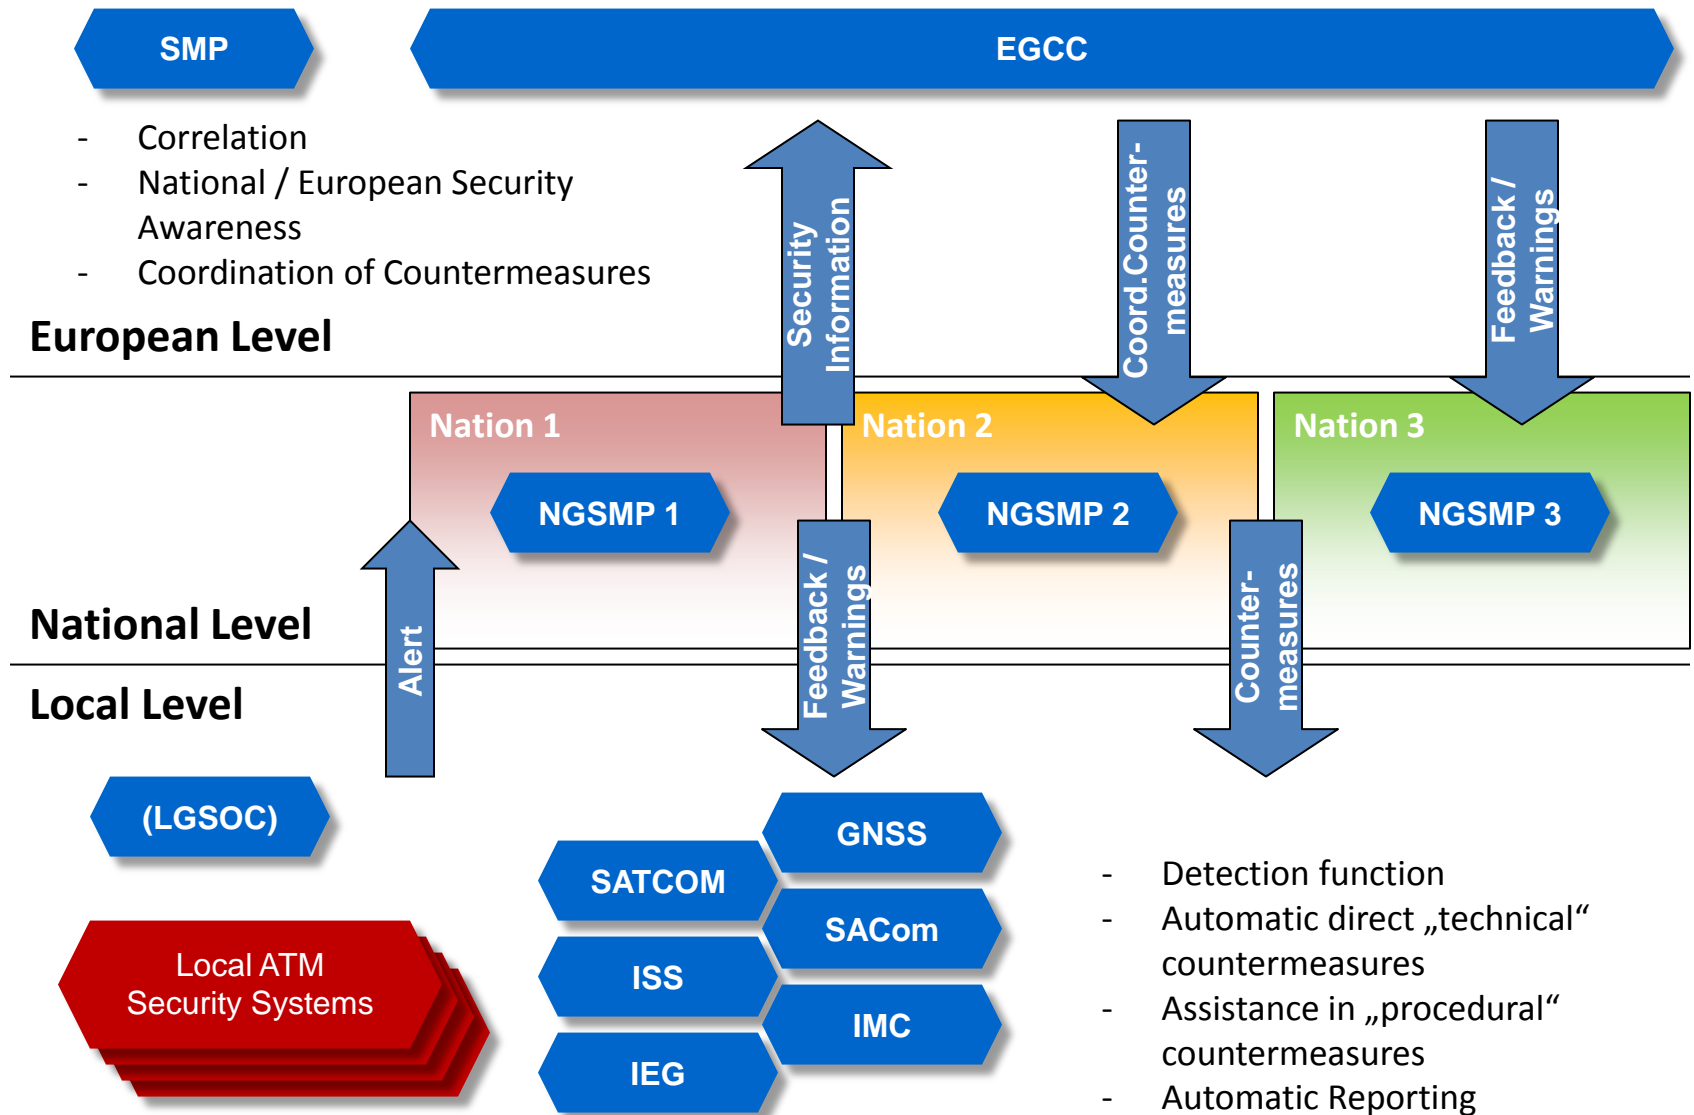 SMP
EGCC
- Correlation
- National / European Security
Awareness
- Coordination of Countermeasures
Security
Information
Coord.Counter-
measures
Feedback /
Warnings
European Level
Nation 1
Nation 2
Nation 3
NGSMP 1
NGSMP 2
NGSMP 3
National Level
Alert
Feedback /
Warnings
Counter-
measures
Local Level
(LGSOC)
GNSS
SATCOM
SACom
ISS
IMC
IEG
Local ATM
Security Systems
- Detection function
- Automatic direct „technical“
countermeasures
- Assistance in „procedural“
countermeasures
- Automatic Reporting